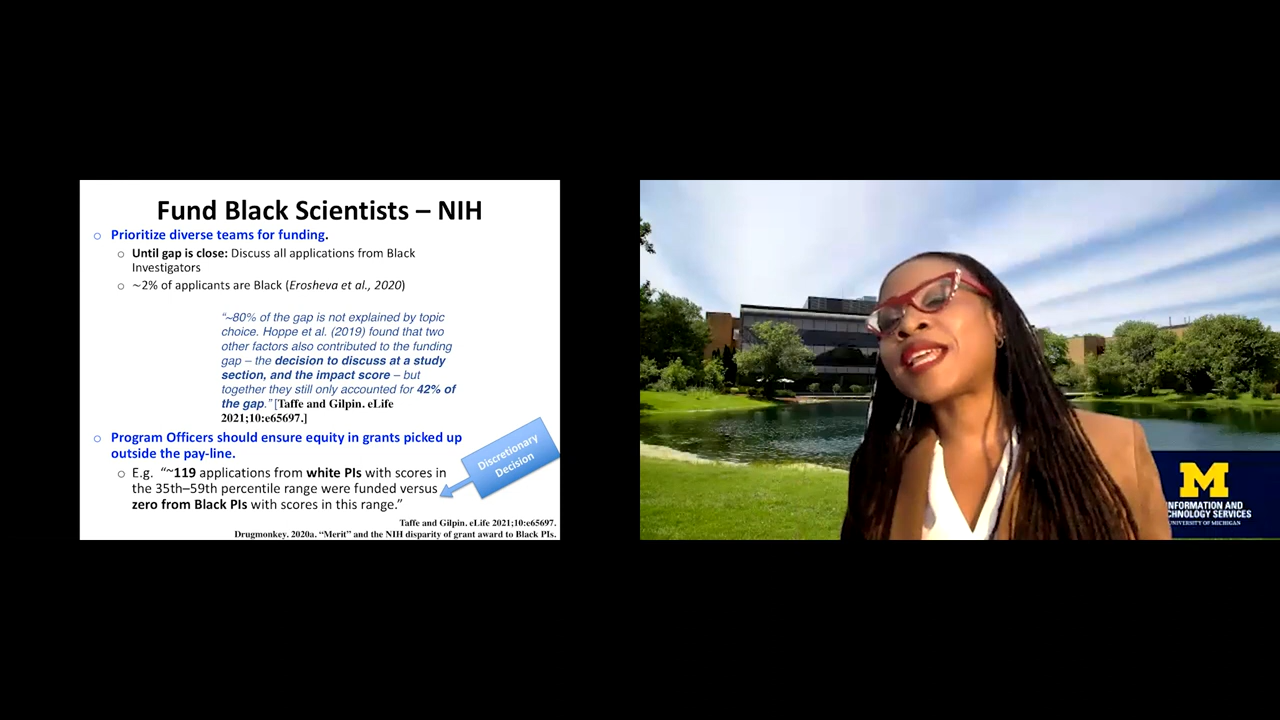 Fund Black Scientists – NIH
o Prioritize diverse teams for funding.
o Until gap is close: Discuss all applications from Black
Investigators
o ~2% of applicants are Black (Erosheva et al., 2020)
“~80% of the gap is not explained by topic
choice. Hoppe et al. (2019) found that two
other factors also contributed to the funding
gap – the decision to discuss at a study
section, and the impact score – but
together they still only accounted for 42% of
the gap.” [Taffe and Gilpin. eLife
2021;10:e65697.]
o Program Officers should ensure equity in grants picked up
outside the pay-line.
Discretionary
Decision
o E.g. “~119 applications from white PIs with scores in
the 35th–59th percentile range were funded versus
zero from Black PIs with scores in this range.”
Taffe and Gilpin. eLife 2021;10:e65697.
Drugmonkey. 2020a. “Merit” and the NIH disparity of grant award to Black PIs.
M
INFORMATION AND
CHNOLOGY SERVICES
UNIVERSITY OF MICHIGAN